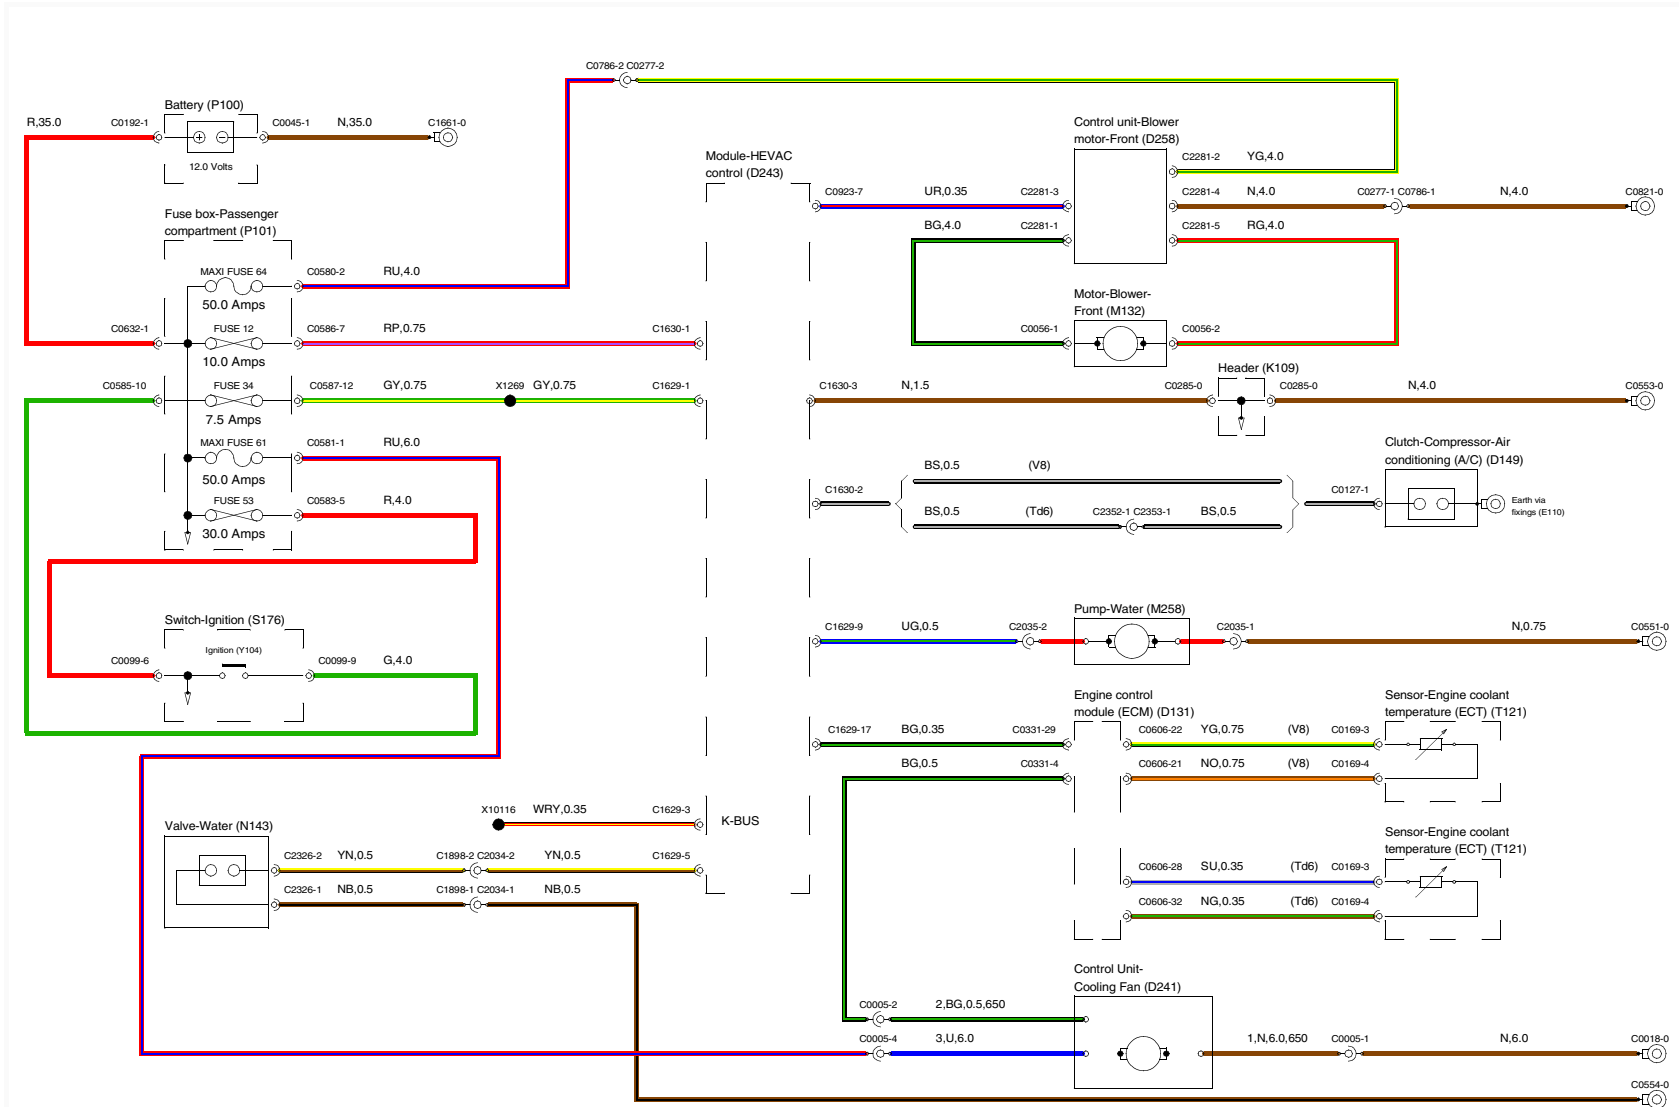 C0786-2 C0277-2
Battery (P100)
R,35.0
C0192-1
C0045-1
N,35.0
C1661-0
12.0 Volts
Control unit-Blower
motor-Front (D258)
C2281-2
YG,4.0
Module-HEVAC
control (D243)
C0923-7
UR,0.35
C2281-3
C2281-4
N,4.0
C0277-1 C0786-1
N,4.0
C0821-0
BG,4.0
C2281-1
C2281-5
RG,4.0
Fuse box-Passenger
compartment (P101)
MAXI FUSE 64
50.0 Amps
C0580-2
RU,4.0
Motor-Blower-
Front (M132)
C0632-1
FUSE 12
10.0 Amps
C0586-7
RP,0.75
C1630-1
C0056-1
C0056-2
C0585-10
FUSE 34
7.5 Amps
C0587-12
GY,0.75
X1269
GY,0.75
C1629-1
C1630-3
N,1.5
C0285-0
Header (K109)
C0285-0
N,4.0
C0553-0
MAXI FUSE 61
50.0 Amps
C0581-1
RU,6.0
Clutch-Compressor-Air
conditioning (A/C) (D149)
BS,0.5
(V8)
C1630-2
C0127-1
Earth via
fixings (E110)
FUSE 53
30.0 Amps
C0583-5
R,4.0
BS,0.5
(Td6)
C2352-1 C2353-1
BS,0.5
Switch-Ignition (S176)
Ignition (Y104)
C0099-6
C0099-9
G,4.0
Pump-Water (M258)
C1629-9
UG,0.5
C2035-2
C2035-1
N,0.75
C0551-0
Engine control
module (ECM) (D131)
Sensor-Engine coolant
temperature (ECT) (T121)
C1629-17
BG,0.35
C0331-29
C0606-22
YG,0.75
(V8)
C0169-3
BG,0.5
C0331-4
C0606-21
NO,0.75
(V8)
C0169-4
X10116
WRY,0.35
C1629-3
K-BUS
Valve-Water (N143)
C2326-2
YN,0.5
C1898-2 C2034-2
YN,0.5
C1629-5
C2326-1
NB,0.5
C1898-1 C2034-1
NB,0.5
Sensor-Engine coolant
temperature (ECT) (T121)
C0606-28
SU,0.35
(Td6)
C0169-3
C0606-32
NG,0.35
(Td6)
C0169-4
Control Unit-
Cooling Fan (D241)
C0005-2
2,BG,0.5,650
C0005-4
3,U,6.0
1,N,6.0,650
C0005-1
N,6.0
C0018-0
C0554-0